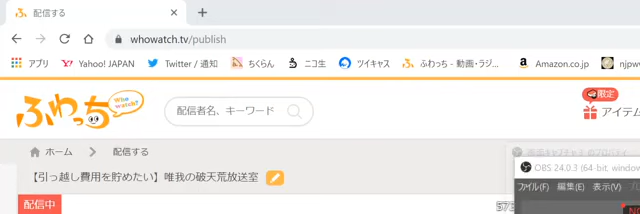 配信する
whowatch.tv/publish
アプリ Yahoo! JAPAN Twitter / 通知 ちくらん ニコ生 ツイキャス ふわっち - 動画・ラジ... Amazon.co.jp njpw
ふわっち Who watch?
配信者名、キーワード
限定
アイテム
ホーム 配信する
OBS 24.0.3 (64-bit, window
【引っ越し費用を貯めたい】唯我の破天荒放送室
ファイル(F) 編集(E) 表示(V)
配信中